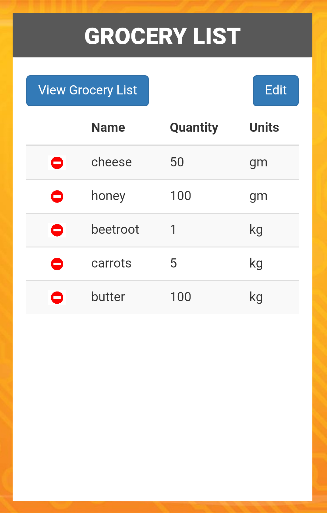 GROCERY LIST
View Grocery List Edit
Name Quantity Units
cheese 50 gm
honey 100 gm
beetroot 1 kg
carrots 5 kg
butter 100 kg